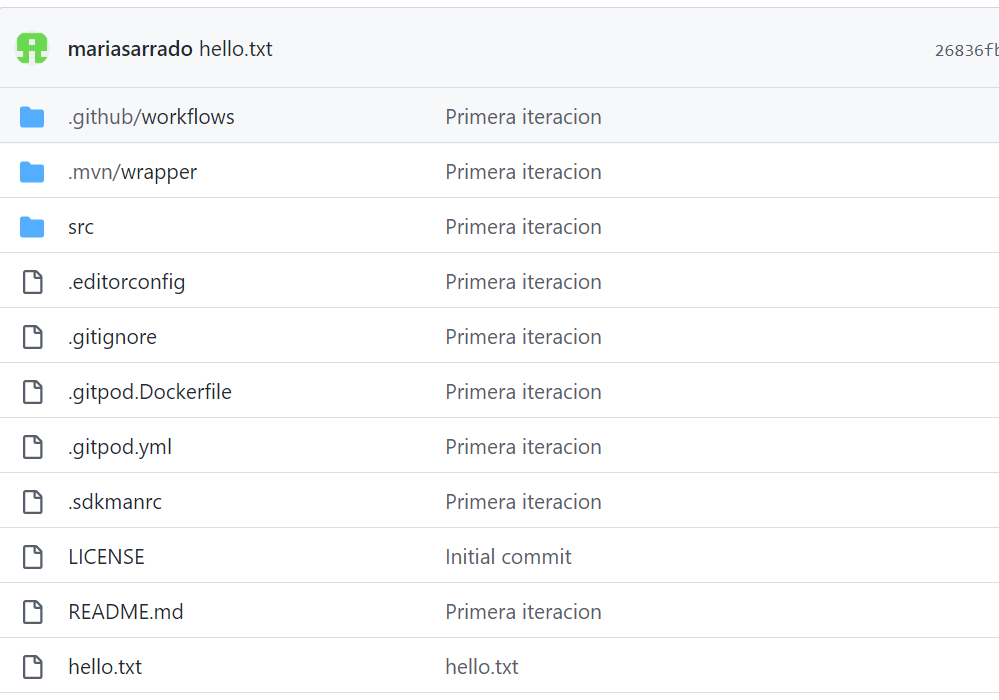 mariasarrado hello.txt 26836fb
.github/workflows Primera iteracion
.mvn/wrapper Primera iteracion
src Primera iteracion
.editorconfig Primera iteracion
.gitignore Primera iteracion
.gitpod.Dockerfile Primera iteracion
.gitpod.yml Primera iteracion
.sdkmanrc Primera iteracion
LICENSE Initial commit
README.md Primera iteracion
hello.txt hello.txt